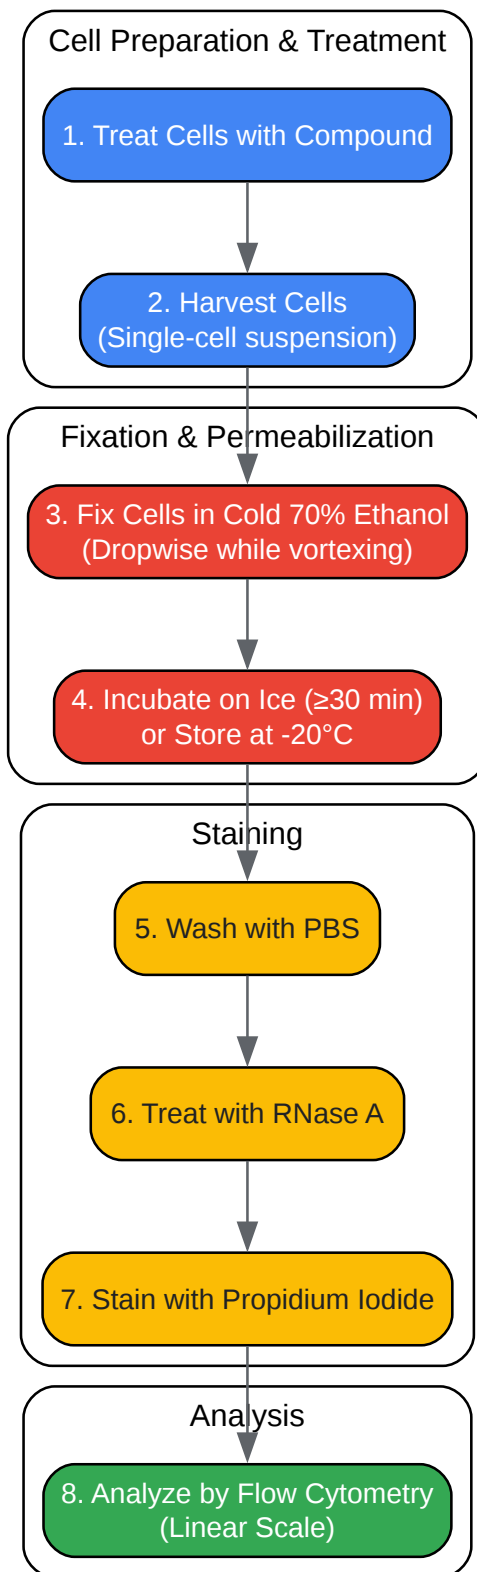 Cell Preparation & Treatment
1. Treat Cells with Compound
2. Harvest Cells
(Single-cell suspension)
Fixation & Permeabilization
3. Fix Cells in Cold 70% Ethanol
(Dropwise while vortexing)
4. Incubate on Ice (≥30 min)
or Store at -20°C
Staining
5. Wash with PBS
6. Treat with RNase A
7. Stain with Propidium Iodide
Analysis
8. Analyze by Flow Cytometry
(Linear Scale)